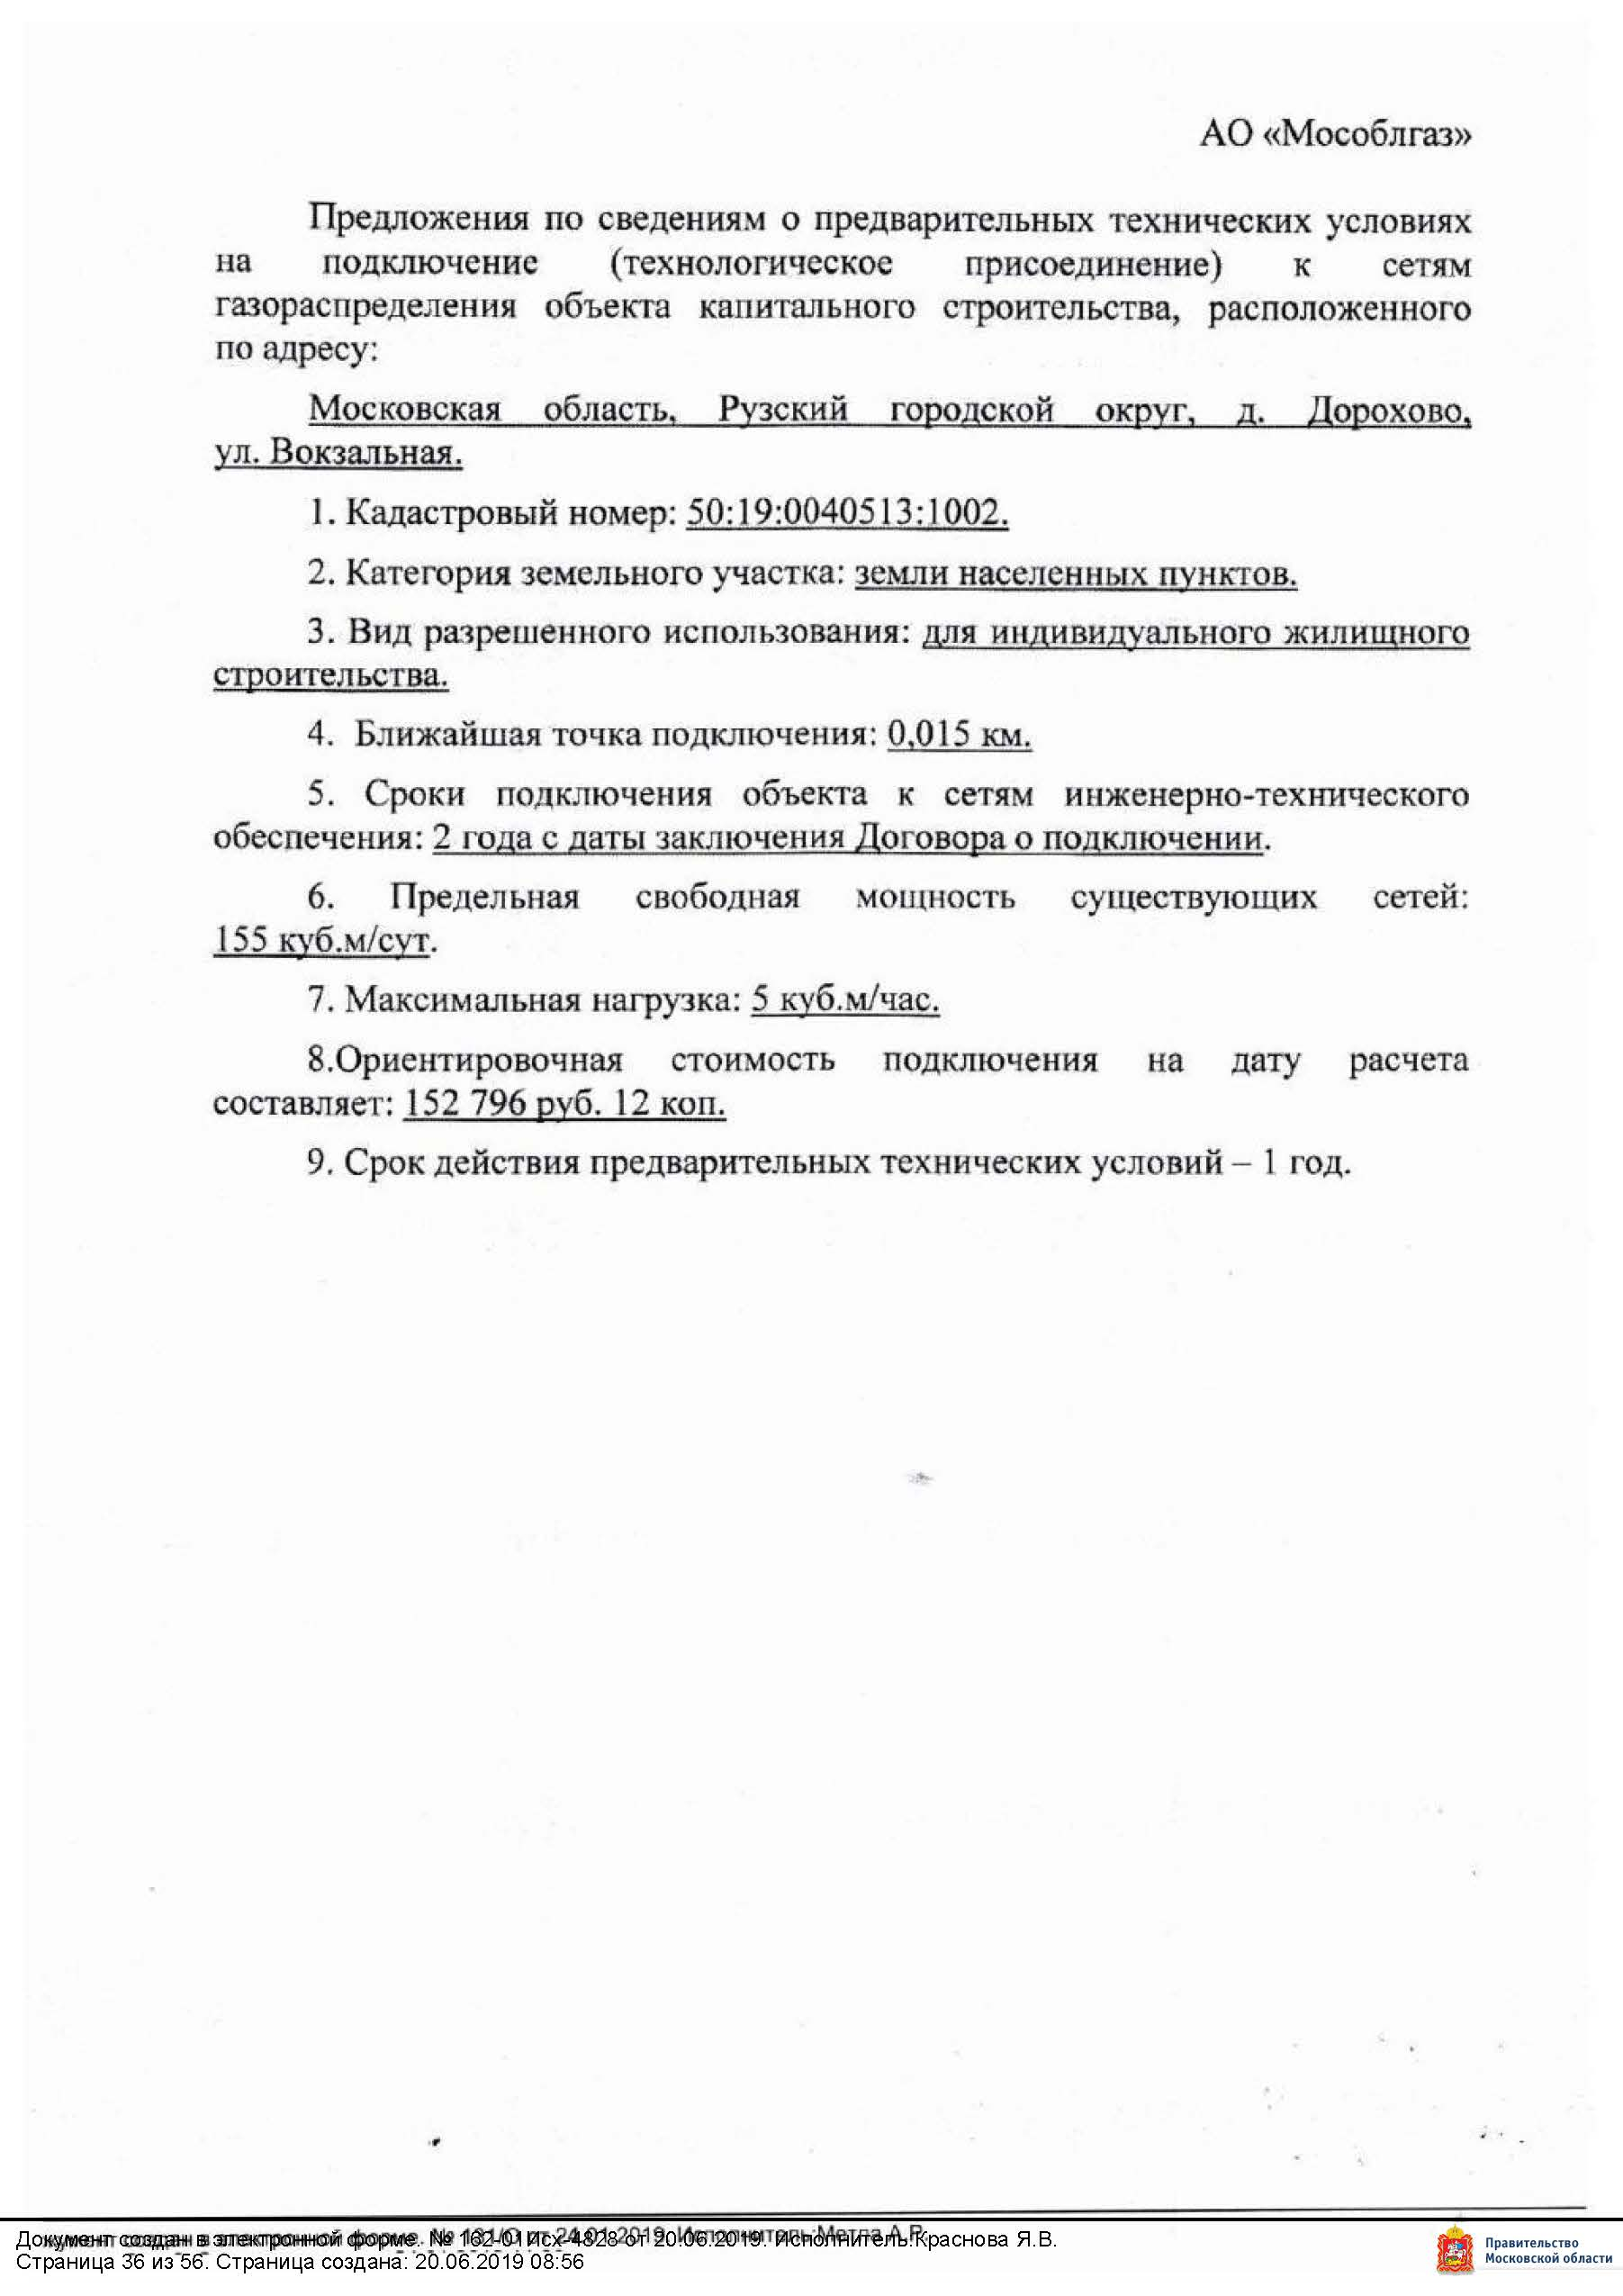 АО «Мособлгаз»
Предложения по сведениям о предварительных технических условиях
на подключение (технологическое присоединение) к сетям
газораспределения объекта капитального строительства, расположенного
по адресу:
Московская область, Рузский городской округ, д. Дорохово,
ул. Вокзальная.
1. Кадастровый номер: 50:19:0040513:1002.
2. Категория земельного участка: земли населенных пунктов.
3. Вид разрешенного использования: для индивидуального жилищного
строительства.
4. Ближайшая точка подключения: 0,015 км.
5. Сроки подключения объекта к сетям инженерно-технического
обеспечения: 2 года с даты заключения Договора о подключении.
6. Предельная свободная мощность существующих сетей:
155 куб.м/сут.
7. Максимальная нагрузка: 5 куб.м/час.
8.Ориентировочная стоимость подключения на дату расчета
составляет: 152 796 руб. 12 коп.
9. Срок действия предварительных технических условий – 1 год.
Документ создан в электронной форме. № 162-01Исх-4828 от 20.06.2019. Исполнитель:Краснова Я.В.
Страница 36 из 56. Страница создана: 20.06.2019 08:56
Правительство
Московской области